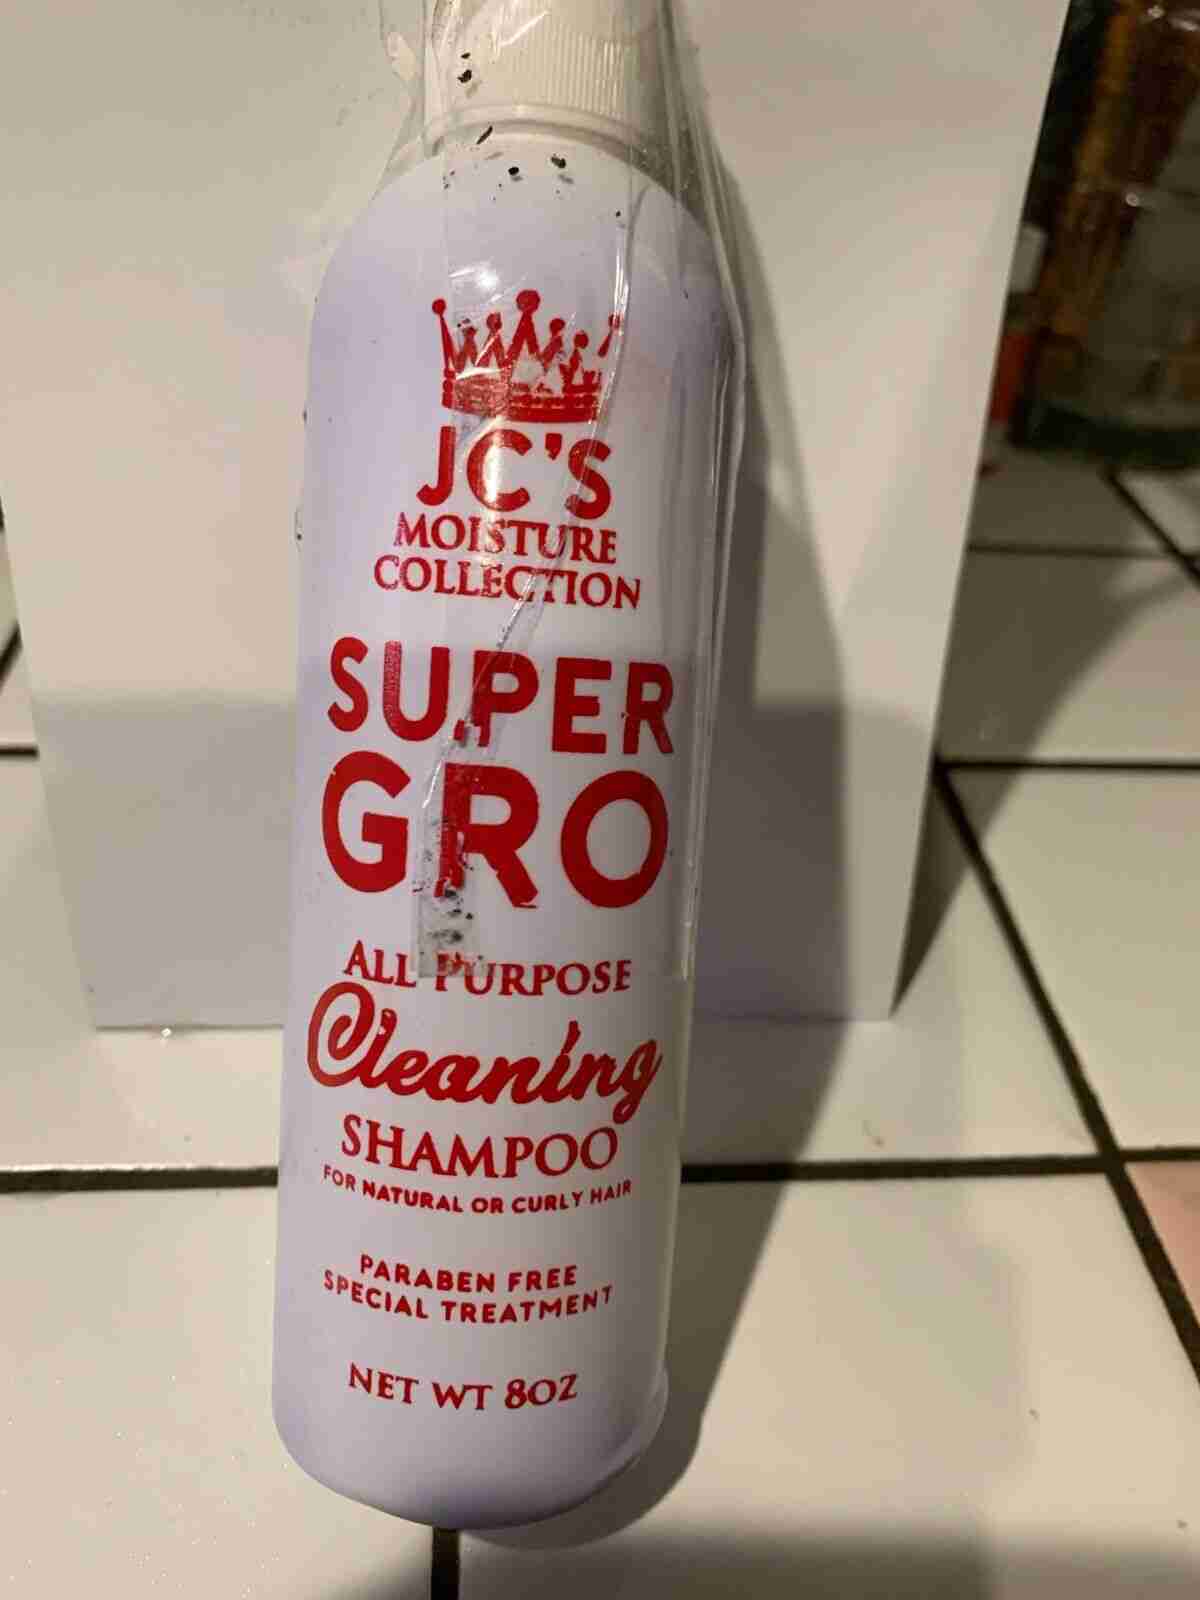 JC'S
MOISTURE
COLLECTION
SUPER
GRO
ALL PURPOSE
Cleaning
SHAMPOO
FOR NATURAL OR CURLY HAIR
PARABEN FREE
SPECIAL TREATMENT
NET WT 8OZ